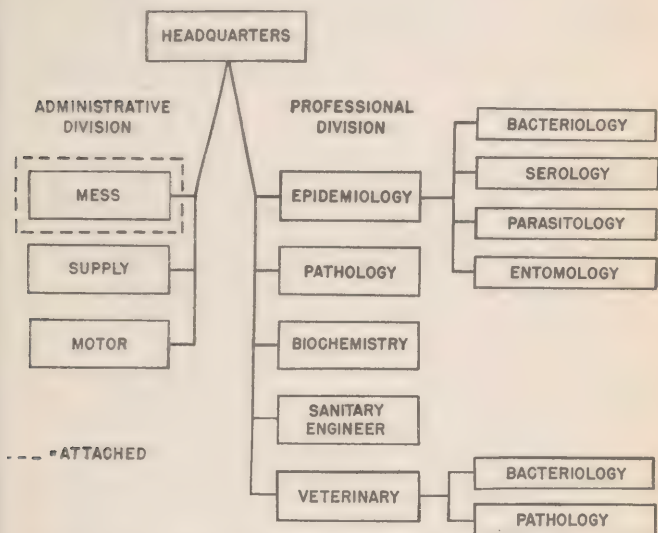 HEADQUARTERS
ADMINISTRATIVE
DIVISION
MESS
SUPPLY
MOTOR
---- = ATTACHED
PROFESSIONAL
DIVISION
EPIDEMIOLOGY
PATHOLOGY
BIOCHEMISTRY
SANITARY
ENGINEER
VETERINARY
BACTERIOLOGY
SEROLOGY
PARASITOLOGY
ENTOMOLOGY
BACTERIOLOGY
PATHOLOGY